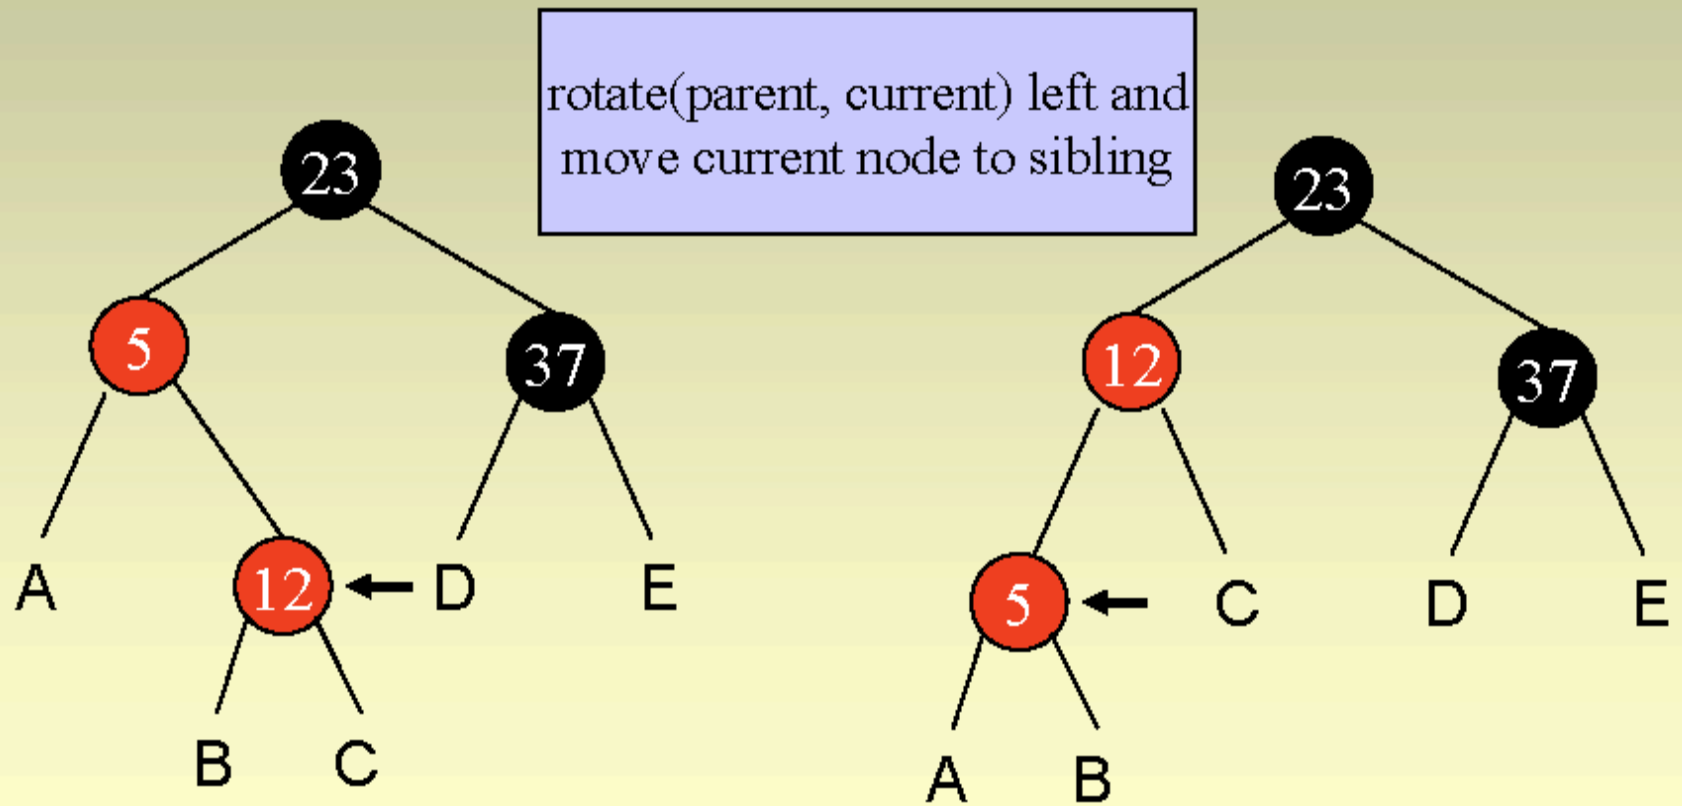 rotate(parent, current) left and
move current node to sibling
23
5
37
A
12
D
E
B
C
23
12
37
5
C
D
E
A
B